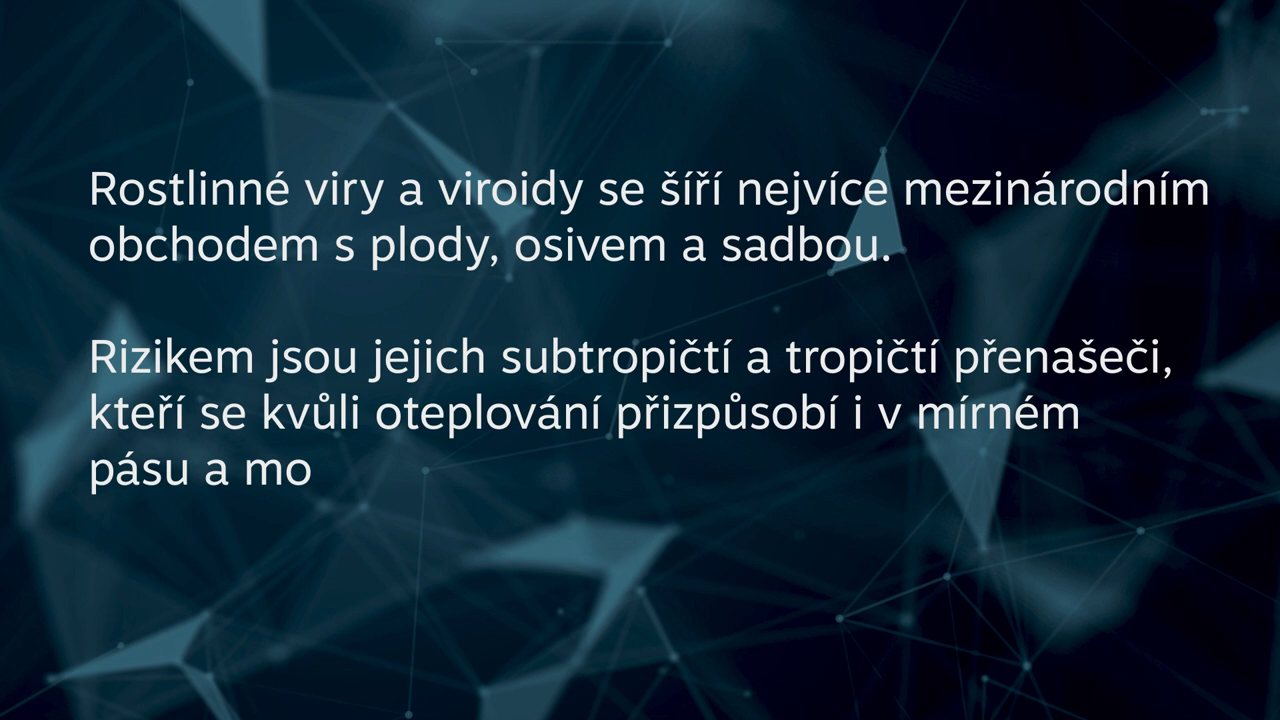 Rostlinné viry a viroidy se šíří nejvíce mezinárodním
obchodem s plody, osivem a sadbou.
Rizikem jsou jejich subtropičtí a tropičtí přenašeči,
kteří se kvůli oteplování přizpůsobí i v mírném
pásu a mo